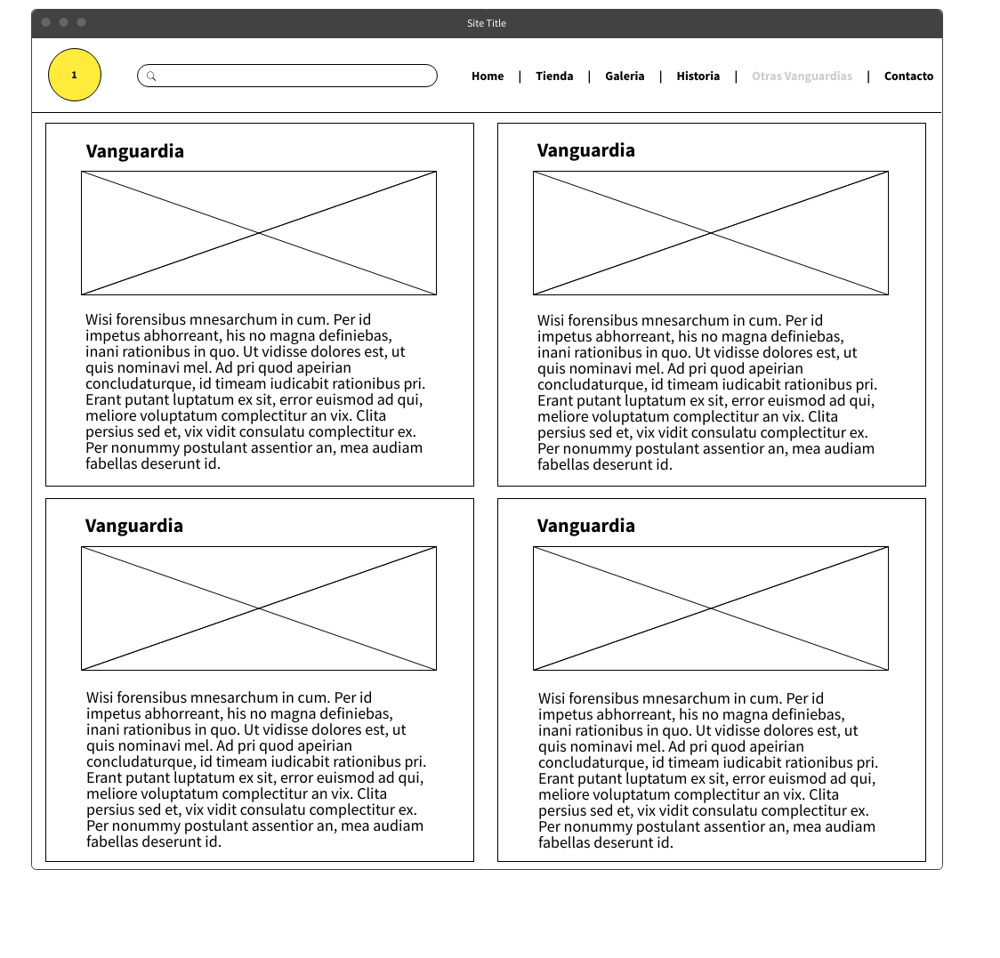 Site Title
1
Home | Tienda | Galeria | Historia | Otras Vanguardias | Contacto
Vanguardia
Wisi forensibus mnesarchum in cum. Per id
impetus abhorreant, his no magna definiebas,
inani rationibus in quo. Ut vidisse dolores est, ut
quis nominavi mel. Ad pri quod apeirian
concludaturque, id timeam iudicabit rationibus pri.
Erant putant luptatum ex sit, error euismod ad qui,
meliore voluptatum complectitur an vix. Clita
persius sed et, vix vidit consulatu complectitur ex.
Per nonummy postulant assentior an, mea audiam
fabellas deserunt id.
Vanguardia
Wisi forensibus mnesarchum in cum. Per id
impetus abhorreant, his no magna definiebas,
inani rationibus in quo. Ut vidisse dolores est, ut
quis nominavi mel. Ad pri quod apeirian
concludaturque, id timeam iudicabit rationibus pri.
Erant putant luptatum ex sit, error euismod ad qui,
meliore voluptatum complectitur an vix. Clita
persius sed et, vix vidit consulatu complectitur ex.
Per nonummy postulant assentior an, mea audiam
fabellas deserunt id.
Vanguardia
Wisi forensibus mnesarchum in cum. Per id
impetus abhorreant, his no magna definiebas,
inani rationibus in quo. Ut vidisse dolores est, ut
quis nominavi mel. Ad pri quod apeirian
concludaturque, id timeam iudicabit rationibus pri.
Erant putant luptatum ex sit, error euismod ad qui,
meliore voluptatum complectitur an vix. Clita
persius sed et, vix vidit consulatu complectitur ex.
Per nonummy postulant assentior an, mea audiam
fabellas deserunt id.
Vanguardia
Wisi forensibus mnesarchum in cum. Per id
impetus abhorreant, his no magna definiebas,
inani rationibus in quo. Ut vidisse dolores est, ut
quis nominavi mel. Ad pri quod apeirian
concludaturque, id timeam iudicabit rationibus pri.
Erant putant luptatum ex sit, error euismod ad qui,
meliore voluptatum complectitur an vix. Clita
persius sed et, vix vidit consulatu complectitur ex.
Per nonummy postulant assentior an, mea audiam
fabellas deserunt id.